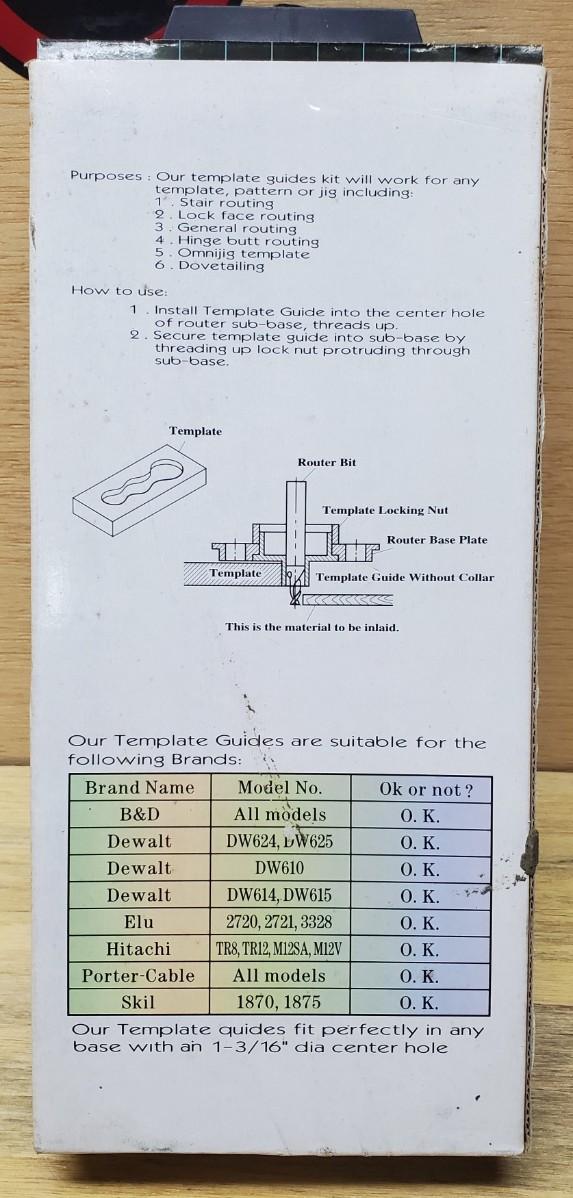 Purposes : Our template guides kit will work for any
template, pattern or jig including:
1 . Stair routing
2 . Lock face routing
3 . General routing
4 . Hinge butt routing
5 . Omnijig template
6 . Dovetailing
How to use:
1 . Install Template Guide into the center hole
of router sub-base, threads up.
2 . Secure template guide into sub-base by
threading up lock nut protruding through
sub-base.
Template
Router Bit
Template Locking Nut
Router Base Plate
Template
Template Guide Without Collar
This is the material to be inlaid.
Our Template Guides are suitable for the
following Brands:
Brand Name Model No. Ok or not ?
B&D All models O. K.
Dewalt DW624, DW625 O. K.
Dewalt DW610 O. K.
Dewalt DW614, DW615 O. K.
Elu 2720, 2721, 3328 O. K.
Hitachi TR8, TR12, M12SA, M12V O. K.
Porter-Cable All models O. K.
Skil 1870, 1875 O. K.
Our Template quides fit perfectly in any
base with an 1-3/16" dia center hole